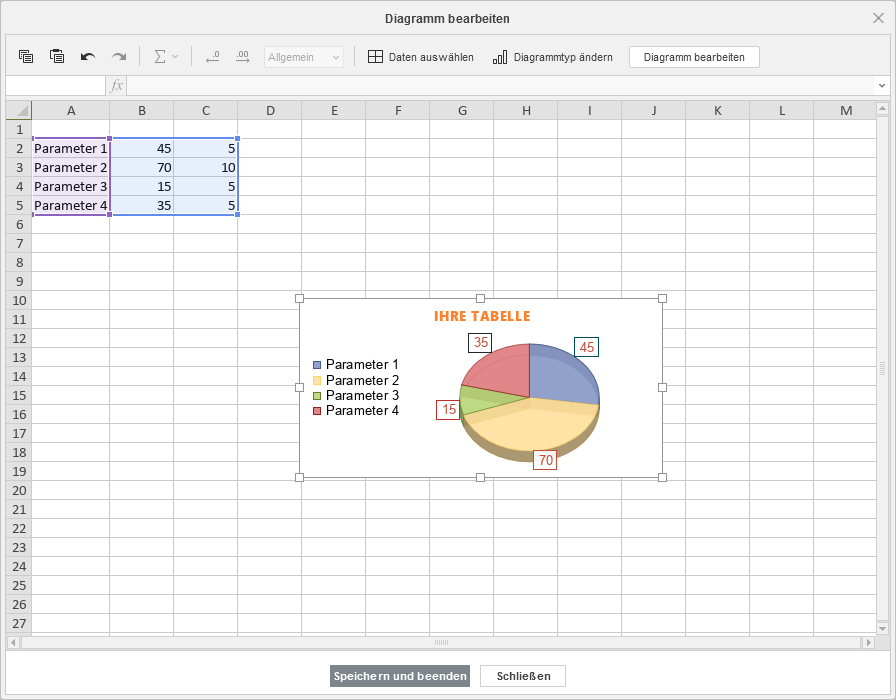 Diagramm bearbeiten
Σ .0 .00 Allgemein Daten auswählen Diagrammtyp ändern Diagramm bearbeiten
fx
A B C D E F G H I J K L M
1
2 Parameter 1 45 5
3 Parameter 2 70 10
4 Parameter 3 15 5
5 Parameter 4 35 5
6
7
8
9
10
11 IHRE TABELLE
12 35 45
13
14 Parameter 1
15 Parameter 2
Parameter 3
16 Parameter 4 15
17
18
19 70
20
21
22
23
24
25
26
27
Speichern und beenden Schließen